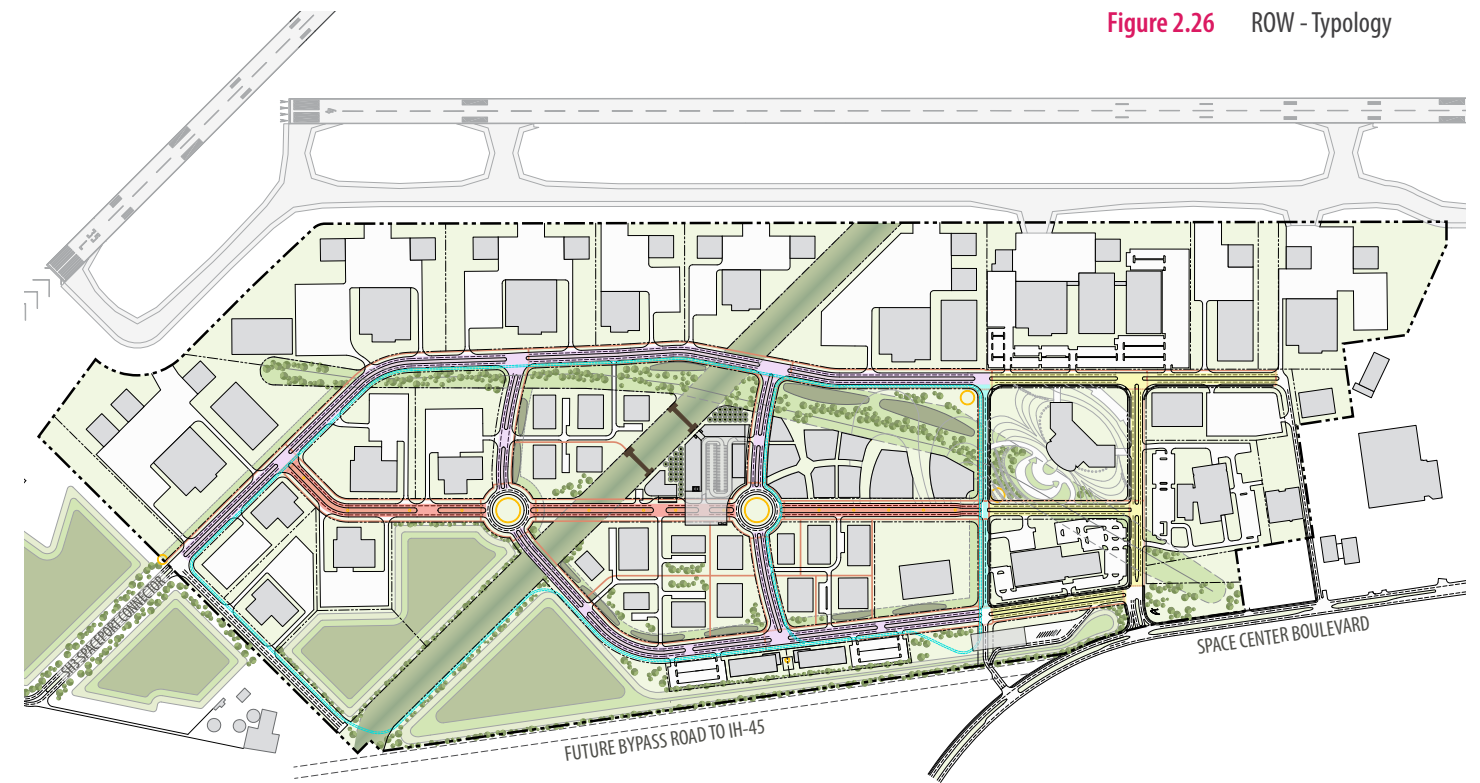 Figure 2.26 ROW - Typology
SH3 SPACEPORT CONNECTOR
SPACE CENTER BOULEVARD
FUTURE BYPASS ROAD TO IH-45